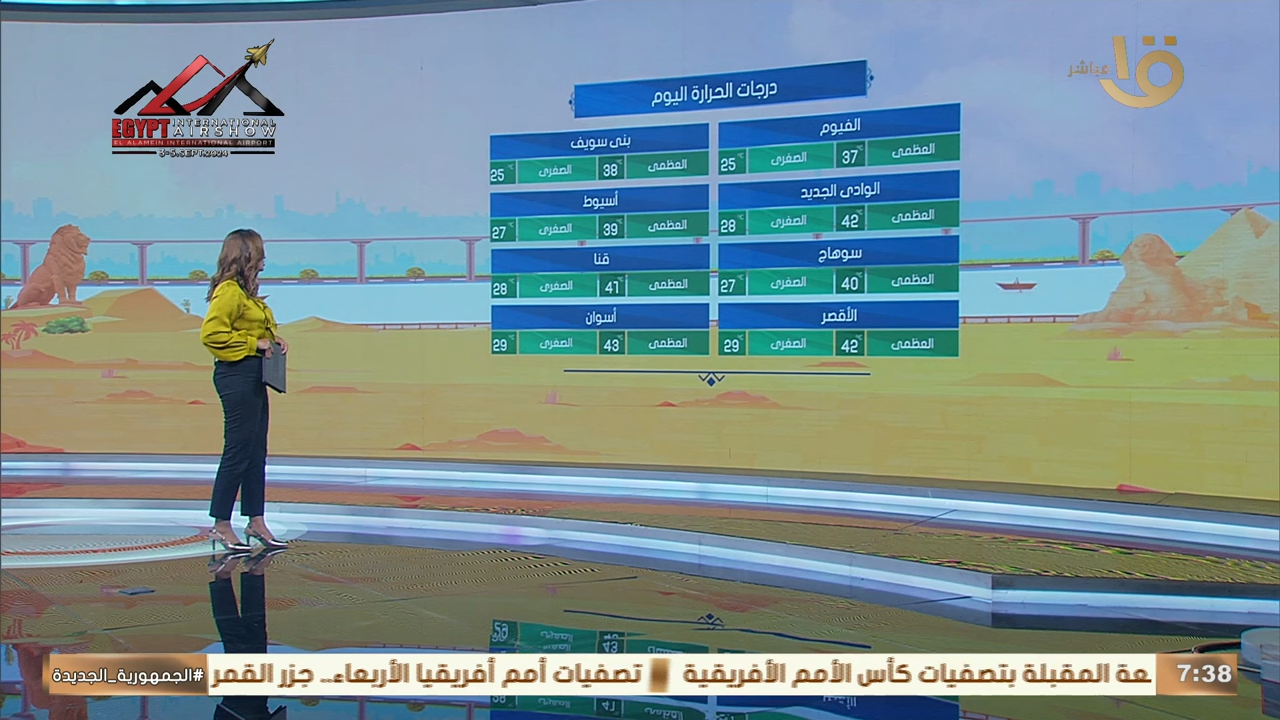 EGYPT INTERNATIONAL
AIRSHOW
EL ALAMEIN INTERNATIONAL AIRPORT
3-5.SEPT.2024
مباشر
درجات الحرارة اليوم
الفيوم
العظمى 37°C الصغرى 25°C
بنى سويف
العظمى 38°C الصغرى 25°C
الوادى الجديد
العظمى 42°C الصغرى 28°C
أسيوط
العظمى 39°C الصغرى 27°C
سوهاج
العظمى 40°C الصغرى 27°C
قنا
العظمى 41°C الصغرى 28°C
الأقصر
العظمى 42°C الصغرى 29°C
أسوان
العظمى 43°C الصغرى 29°C
7:38 عة المقبلة بتصفيات كأس الأمم الأفريقية تصفيات أمم أفريقيا الأربعاء.. جزر القمر #الجمهورية_الجديدة